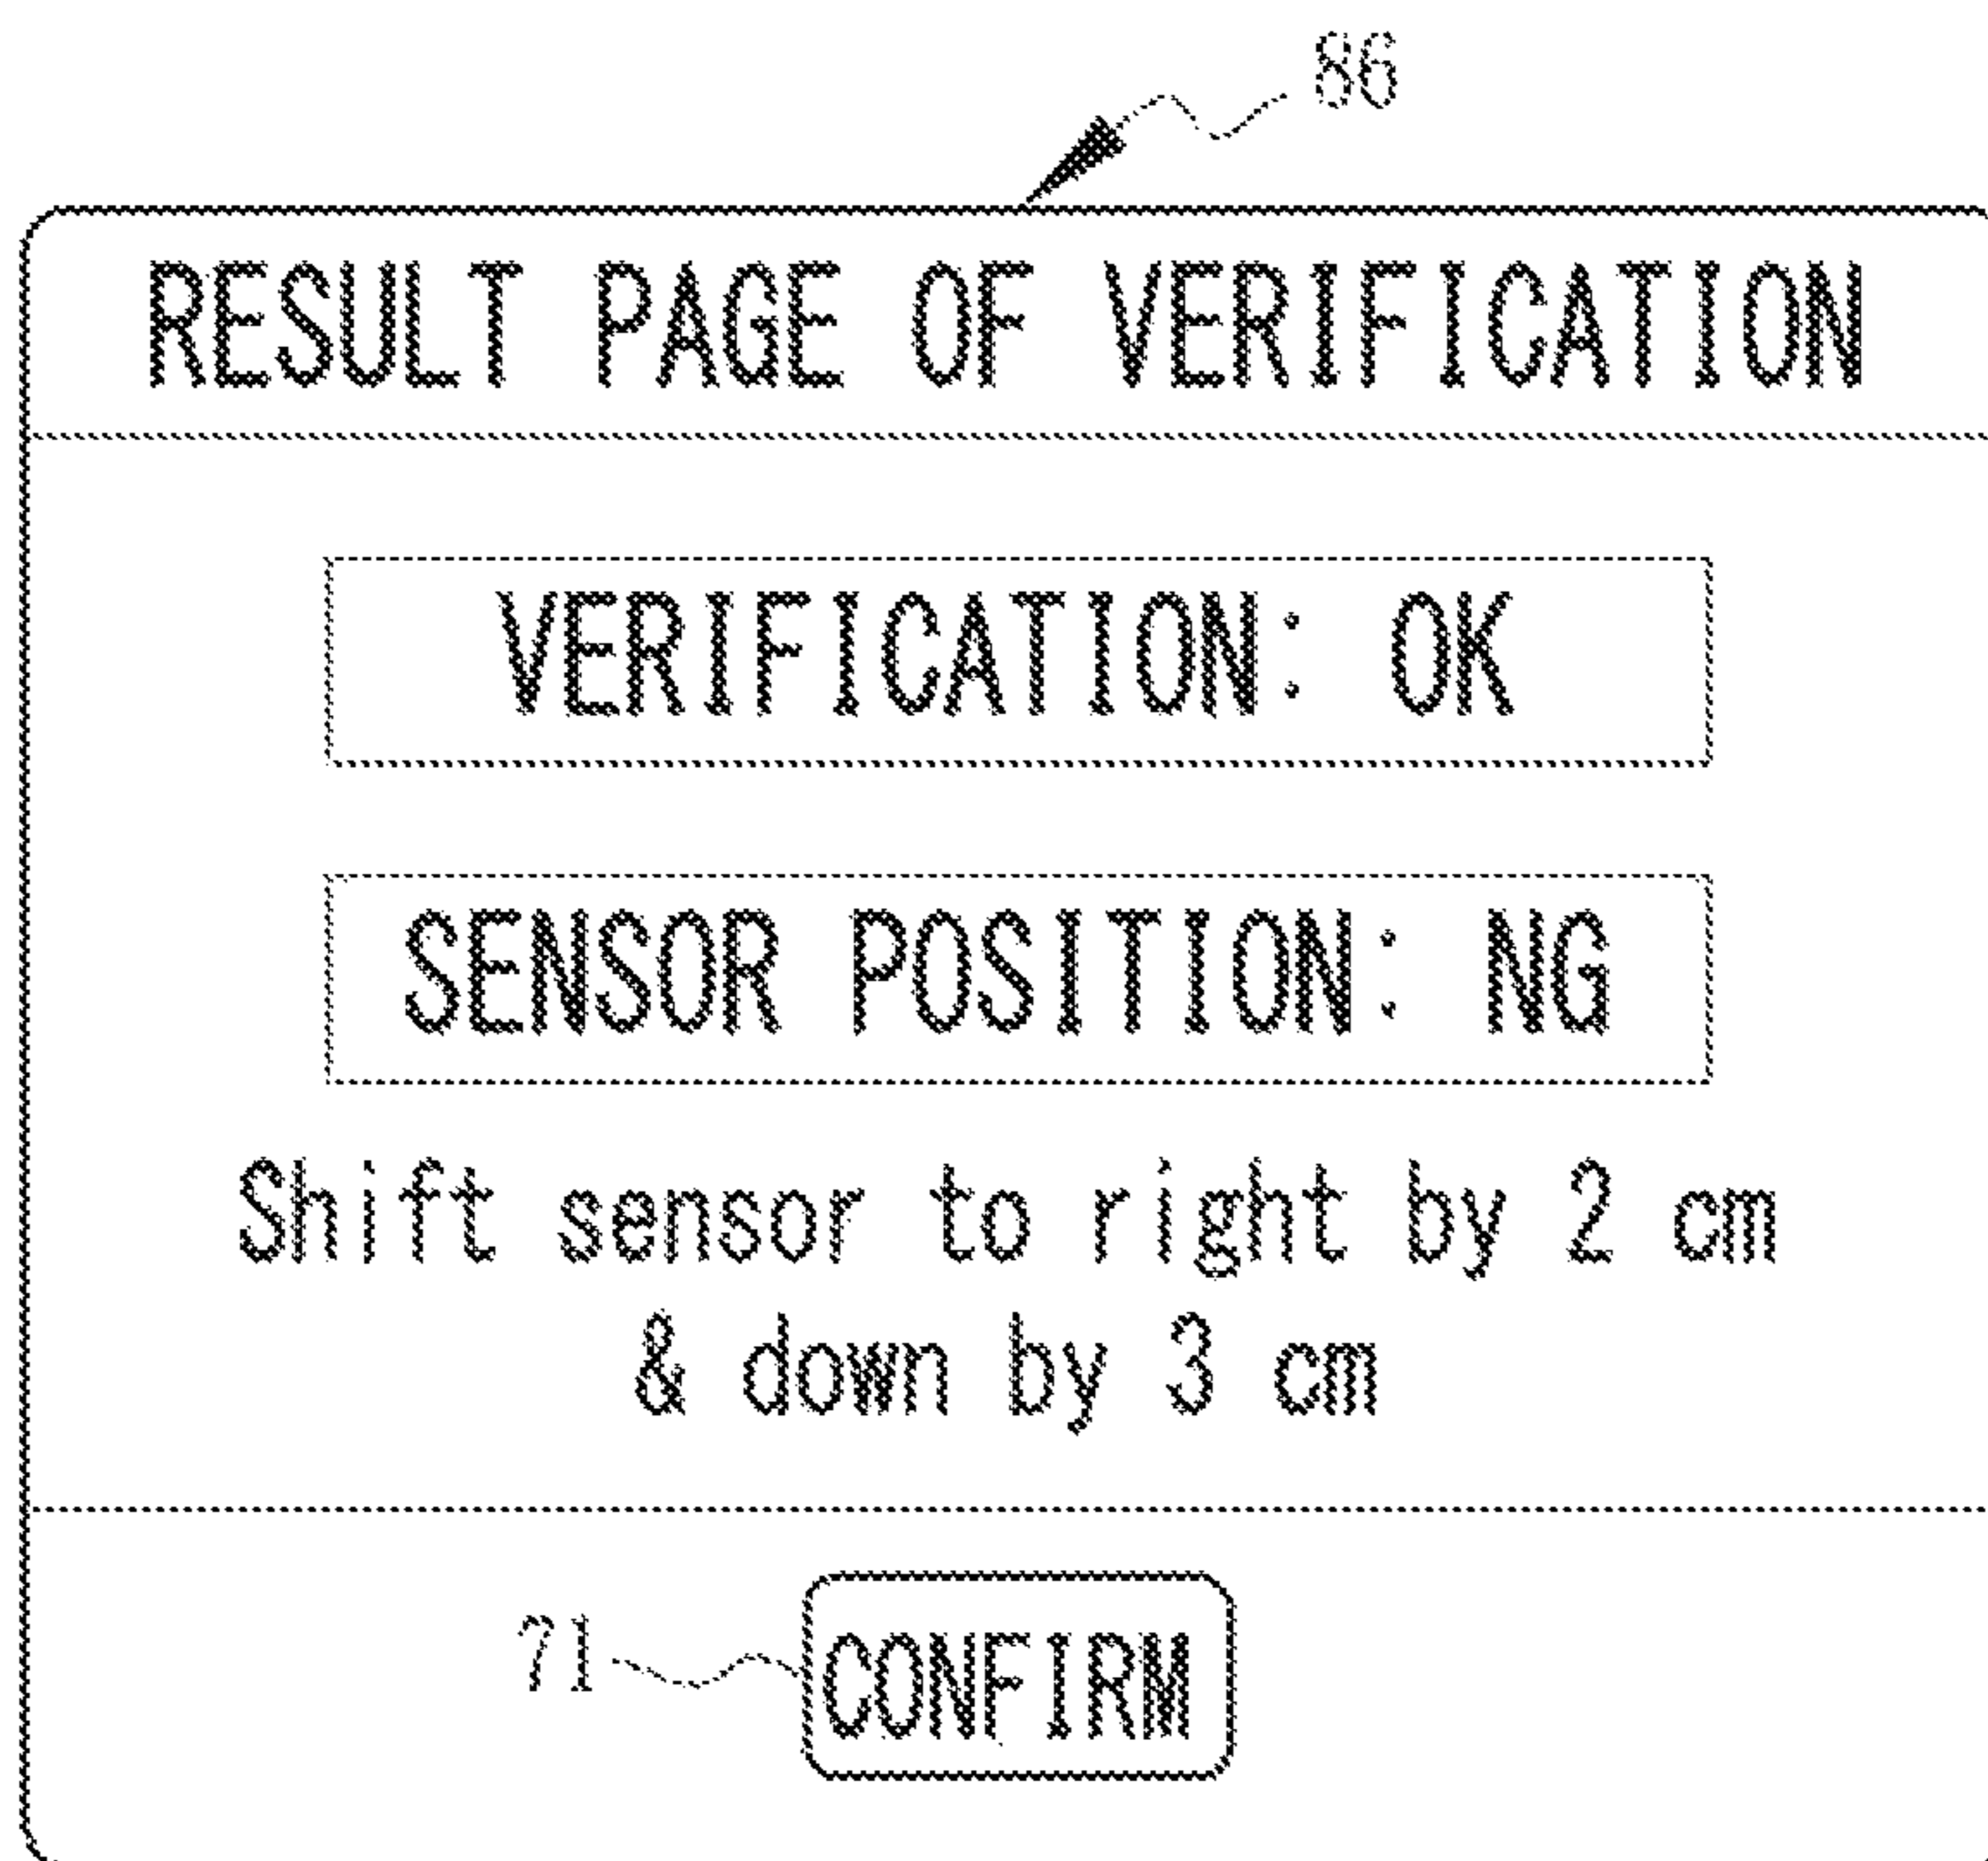 86
RESULT PAGE OF VERIFICATION
VERIFICATION: OK
SENSOR POSITION: NG
Shift sensor to right by 2 cm
& down by 3 cm
71
CONFIRM